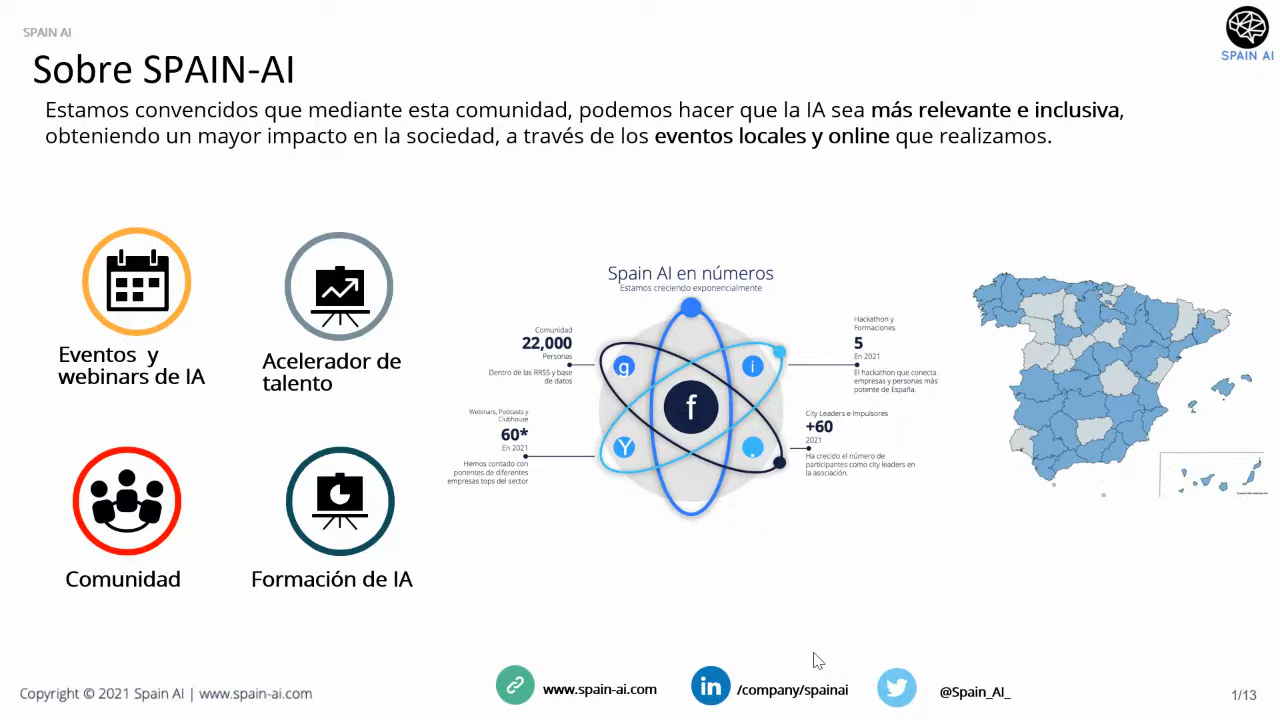 SPAIN AI
SPAIN AI
Sobre SPAIN-AI
Estamos convencidos que mediante esta comunidad, podemos hacer que la IA sea más relevante e inclusiva,
obteniendo un mayor impacto en la sociedad, a través de los eventos locales y online que realizamos.
Eventos y
webinars de IA
Acelerador de
talento
Comunidad
Formación de IA
Spain AI en números
Estamos creciendo exponencialmente
Comunidad
22,000
Personas
Dentro de las RRSS y base
de datos
Webinars, Podcasts y
Clubhouse
60*
En 2021
Hemos contado con
ponentes de diferentes
empresas tops del sector
g
i
f
Y
.
Hackathon y
Formaciones
5
En 2021
El hackathon que conecta
empresas y personas más
potente de España.
City Leaders e Impulsores
+60
2021
Ha crecido el número de
participantes como city leaders en
la asociación.
Copyright © 2021 Spain AI | www.spain-ai.com
www.spain-ai.com
in
/company/spainai
@Spain_AI_
1/13